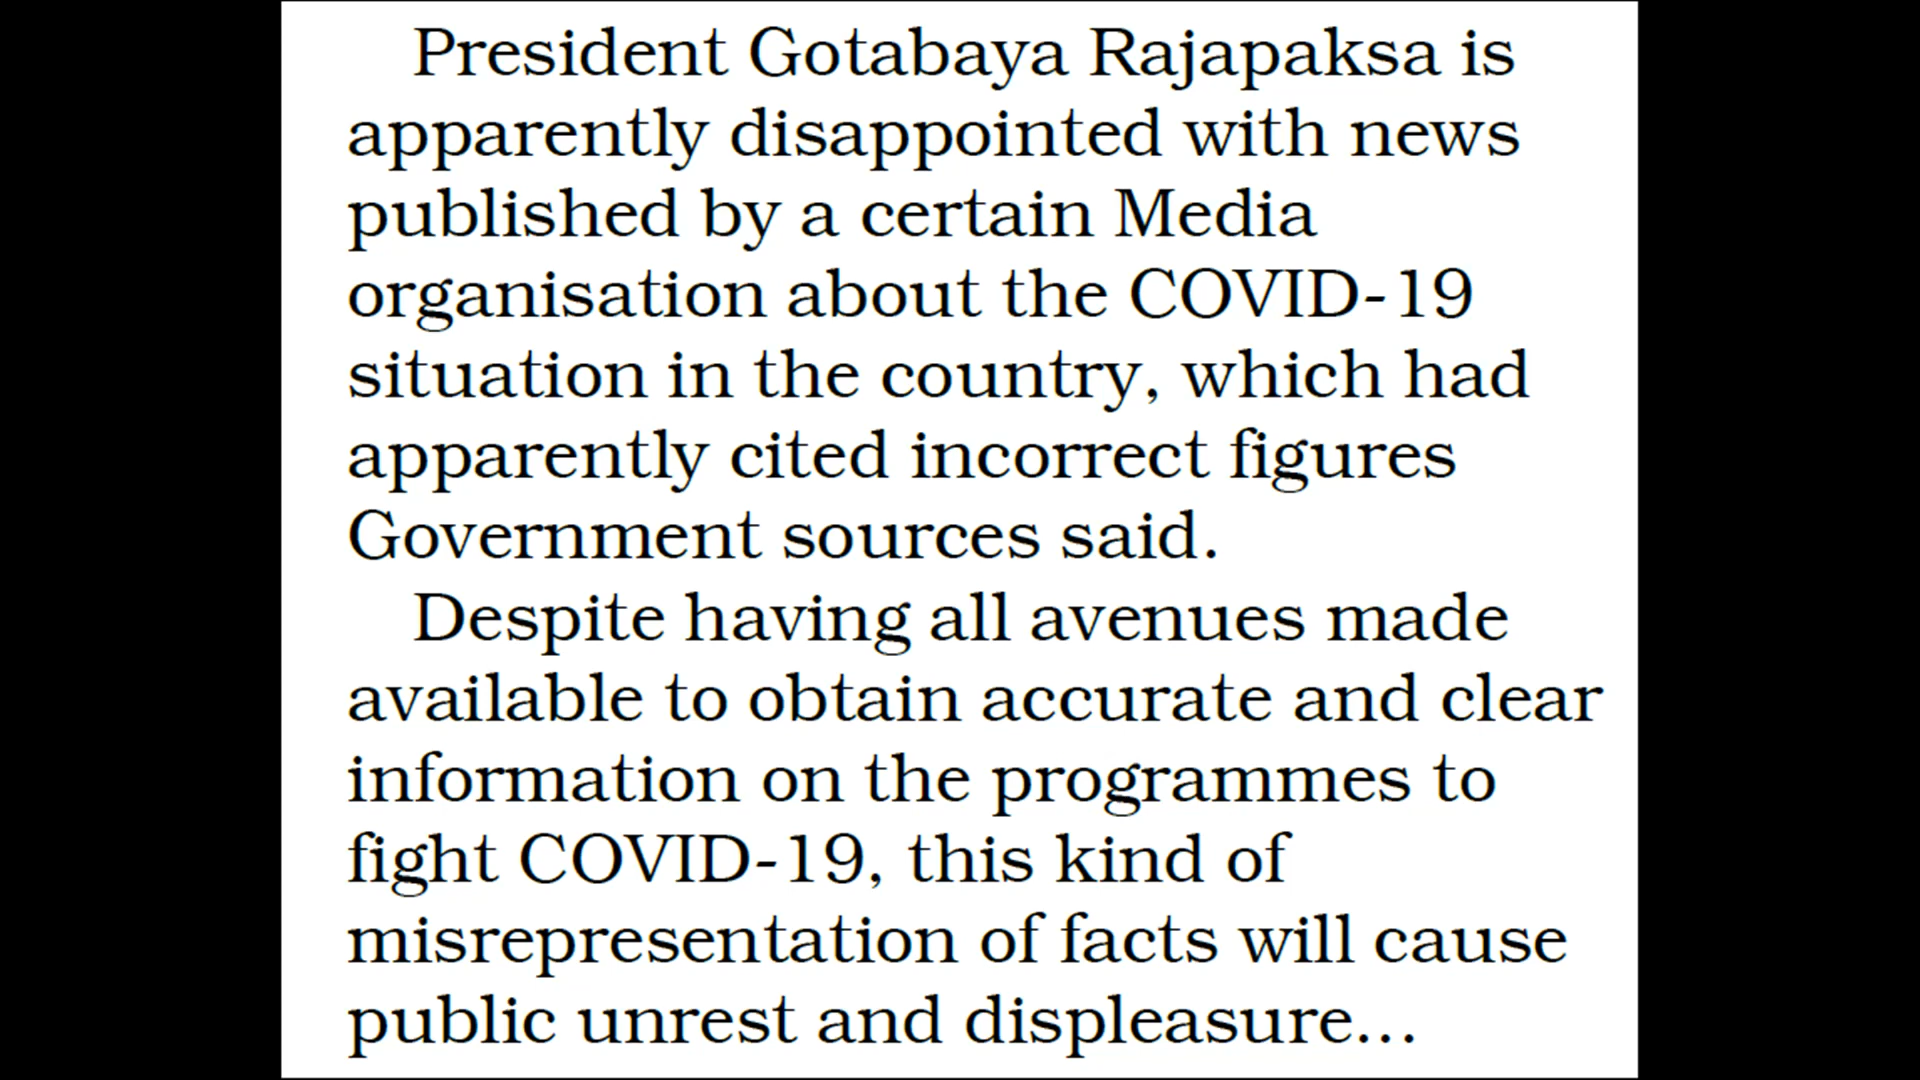 President Gotabaya Rajapaksa is
apparently disappointed with news
published by a certain Media
organisation about the COVID-19
situation in the country, which had
apparently cited incorrect figures
Government sources said.
Despite having all avenues made
available to obtain accurate and clear
information on the programmes to
fight COVID-19, this kind of
misrepresentation of facts will cause
public unrest and displeasure...